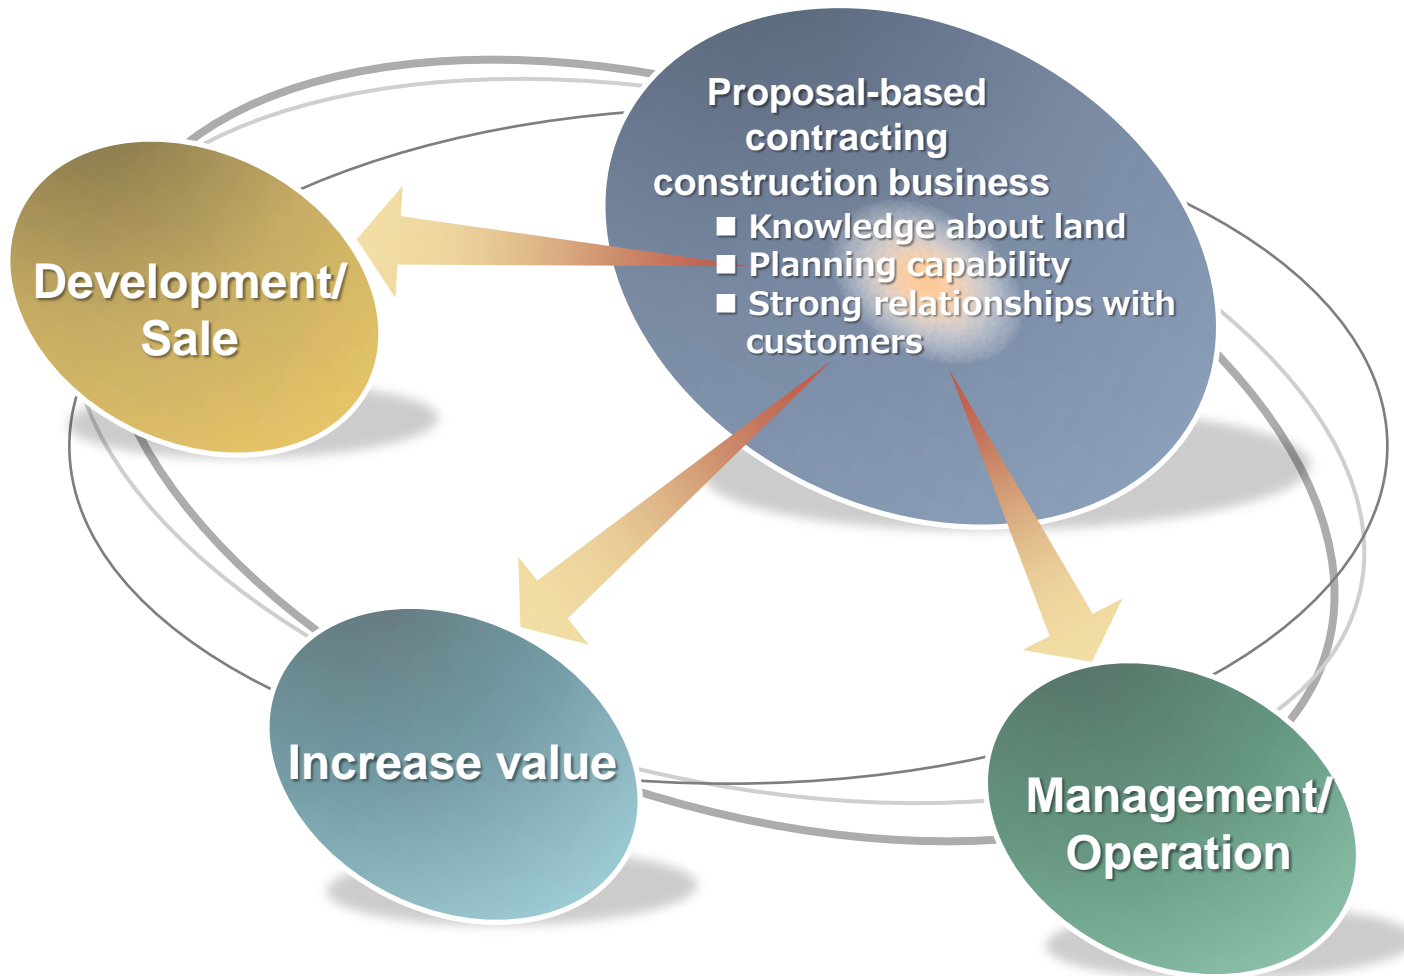 Proposal-based
contracting
construction business
■ Knowledge about land
■ Planning capability
■ Strong relationships with
customers
Development/
Sale
Increase value
Management/
Operation